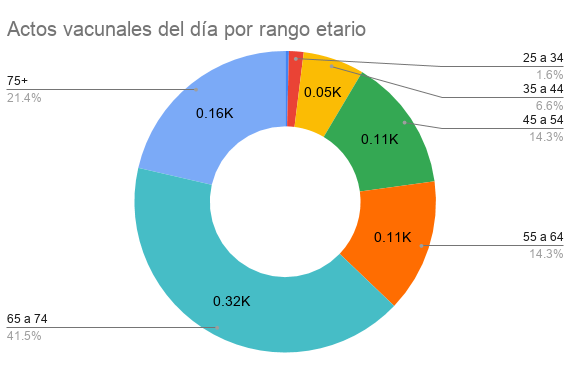 Actos vacunales del día por rango etario
25 a 34
1.6%
75+
21.4%
35 a 44
6.6%
0.05K
0.16K
45 a 54
14.3%
0.11K
0.11K
55 a 64
14.3%
0.32K
65 a 74
41.5%